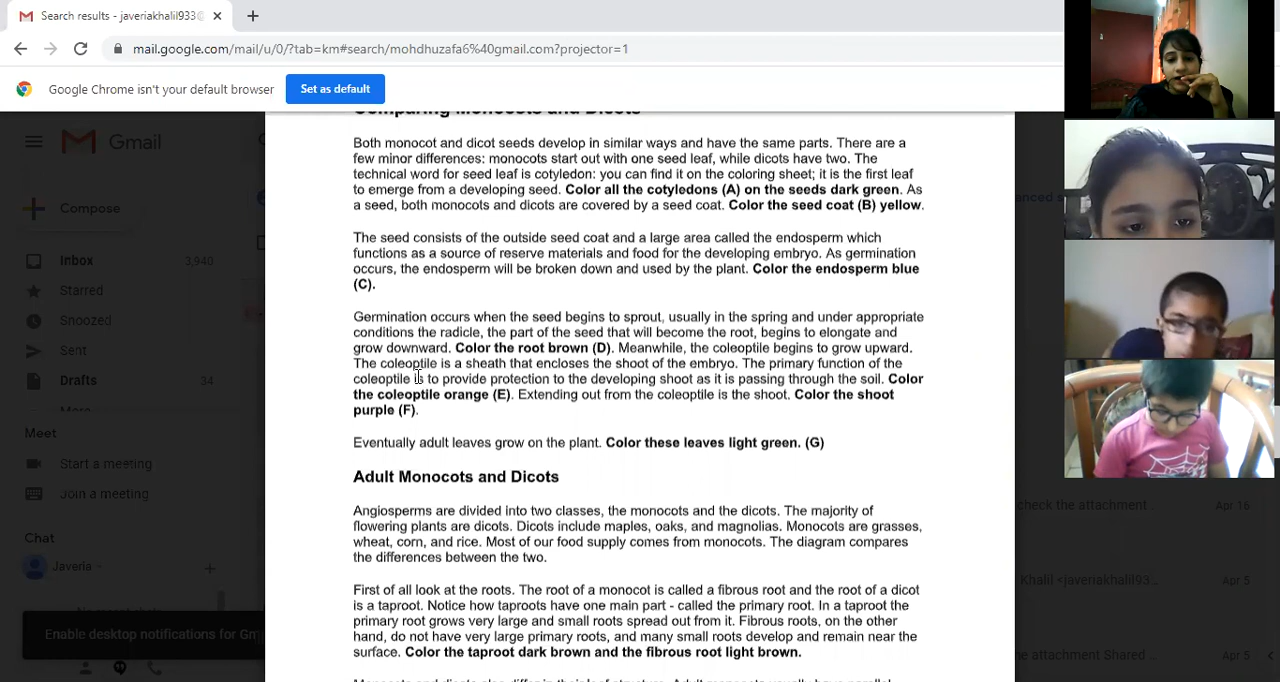 Search results - javeriakhalil933@
mail.google.com/mail/u/0/?tab=km#search/mohdhuzafa6%40gmail.com?projector=1
Google Chrome isn't your default browser
Set as default
Gmail
Compose
Inbox 3,940
Starred
Snoozed
Sent
Drafts 34
More
Meet
Start a meeting
Join a meeting
Chat
Javeria
Enable desktop notifications for Gm
Comparing Monocots and Dicots
Both monocot and dicot seeds develop in similar ways and have the same parts. There are a
few minor differences: monocots start out with one seed leaf, while dicots have two. The
technical word for seed leaf is cotyledon: you can find it on the coloring sheet; it is the first leaf
to emerge from a developing seed. Color all the cotyledons (A) on the seeds dark green. As
a seed, both monocots and dicots are covered by a seed coat. Color the seed coat (B) yellow.
The seed consists of the outside seed coat and a large area called the endosperm which
functions as a source of reserve materials and food for the developing embryo. As germination
occurs, the endosperm will be broken down and used by the plant. Color the endosperm blue
(C).
Germination occurs when the seed begins to sprout, usually in the spring and under appropriate
conditions the radicle, the part of the seed that will become the root, begins to elongate and
grow downward. Color the root brown (D). Meanwhile, the coleoptile begins to grow upward.
The coleoptile is a sheath that encloses the shoot of the embryo. The primary function of the
coleoptile is to provide protection to the developing shoot as it is passing through the soil. Color
the coleoptile orange (E). Extending out from the coleoptile is the shoot. Color the shoot
purple (F).
Eventually adult leaves grow on the plant. Color these leaves light green. (G)
Adult Monocots and Dicots
Angiosperms are divided into two classes, the monocots and the dicots. The majority of
flowering plants are dicots. Dicots include maples, oaks, and magnolias. Monocots are grasses,
wheat, corn, and rice. Most of our food supply comes from monocots. The diagram compares
the differences between the two.
First of all look at the roots. The root of a monocot is called a fibrous root and the root of a dicot
is a taproot. Notice how taproots have one main part - called the primary root. In a taproot the
primary root grows very large and small roots spread out from it. Fibrous roots, on the other
hand, do not have very large primary roots, and many small roots develop and remain near the
surface. Color the taproot dark brown and the fibrous root light brown.
Monocots and dicots also differ in their leaf structure. Adult monocots usually have parallel
check the attachment Apr 16
Khalil <javeriakhalil93... Apr 5
attachment Shared Apr 5